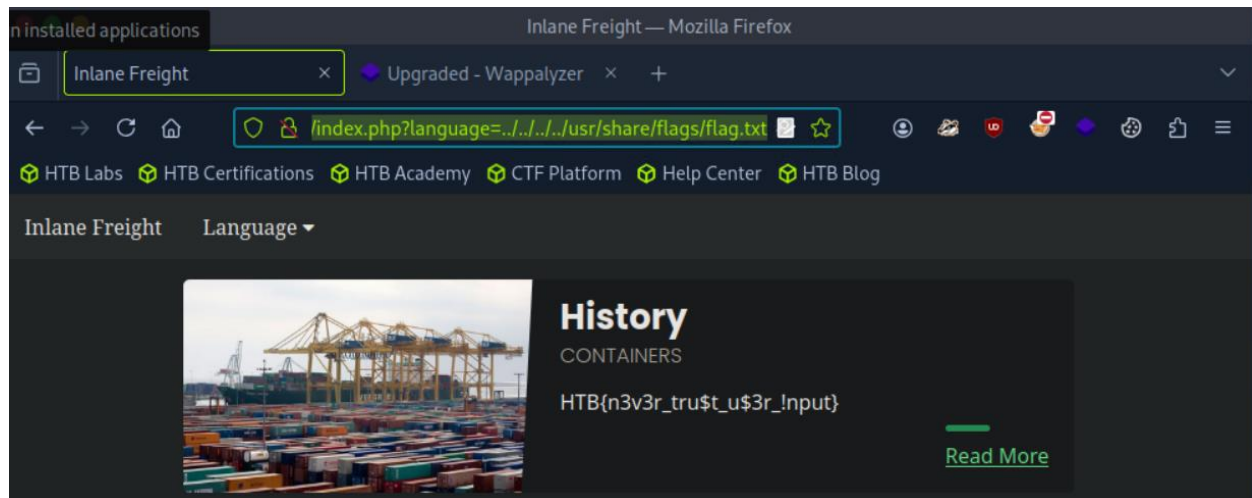 n installed applications
Inlane Freight — Mozilla Firefox
Inlane Freight × Upgraded - Wappalyzer × +
/index.php?language=../../../../usr/share/flags/flag.txt
HTB Labs HTB Certifications HTB Academy CTF Platform Help Center HTB Blog
Inlane Freight Language
History
CONTAINERS
HTB{n3v3r_tru$t_u$3r_!nput}
Read More